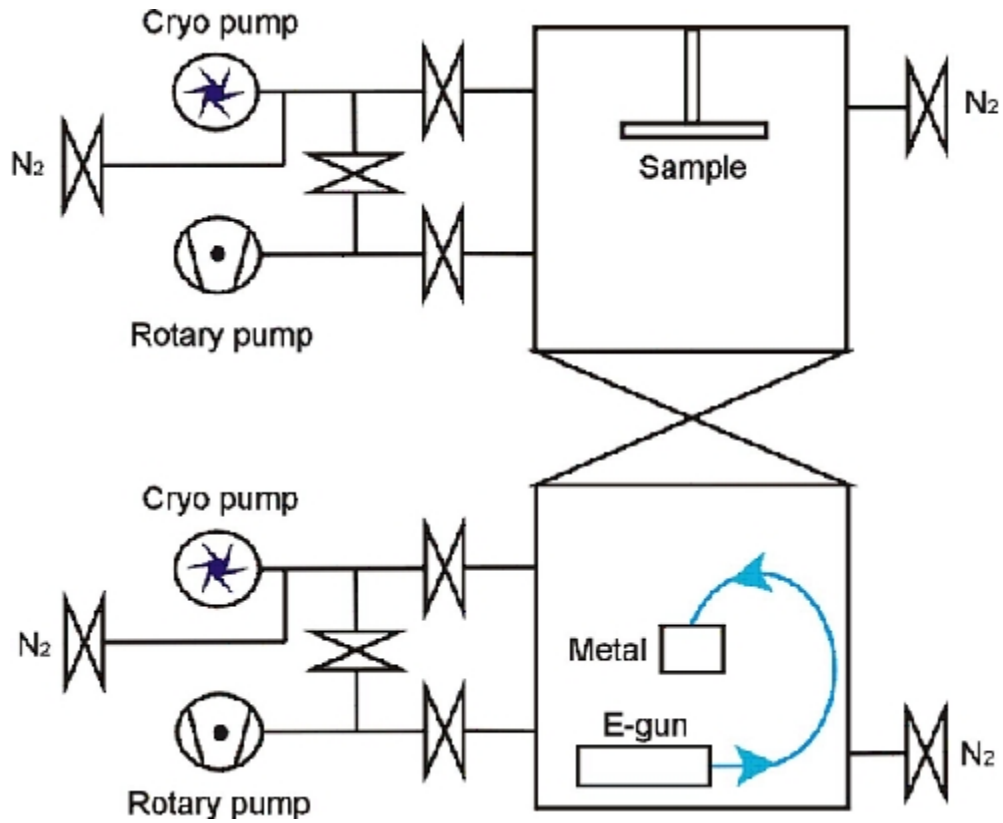 Cryo pump
N₂
N₂
Sample
Rotary pump
Cryo pump
N₂
Metal
E-gun
N₂
Rotary pump